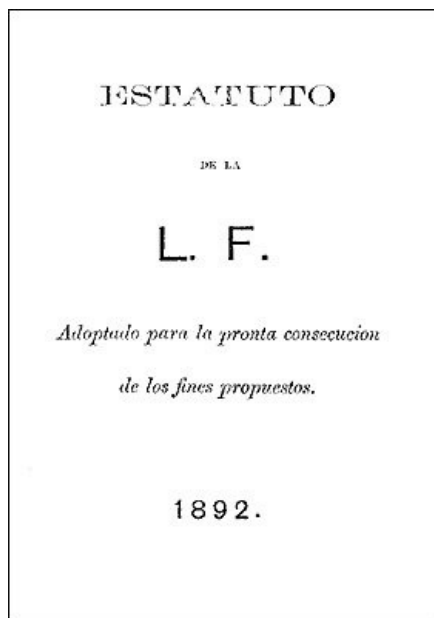 ESTATUTO
DE LA
L. F.
Adoptado para la pronta consecucion
de los fines propuestos.
1892.